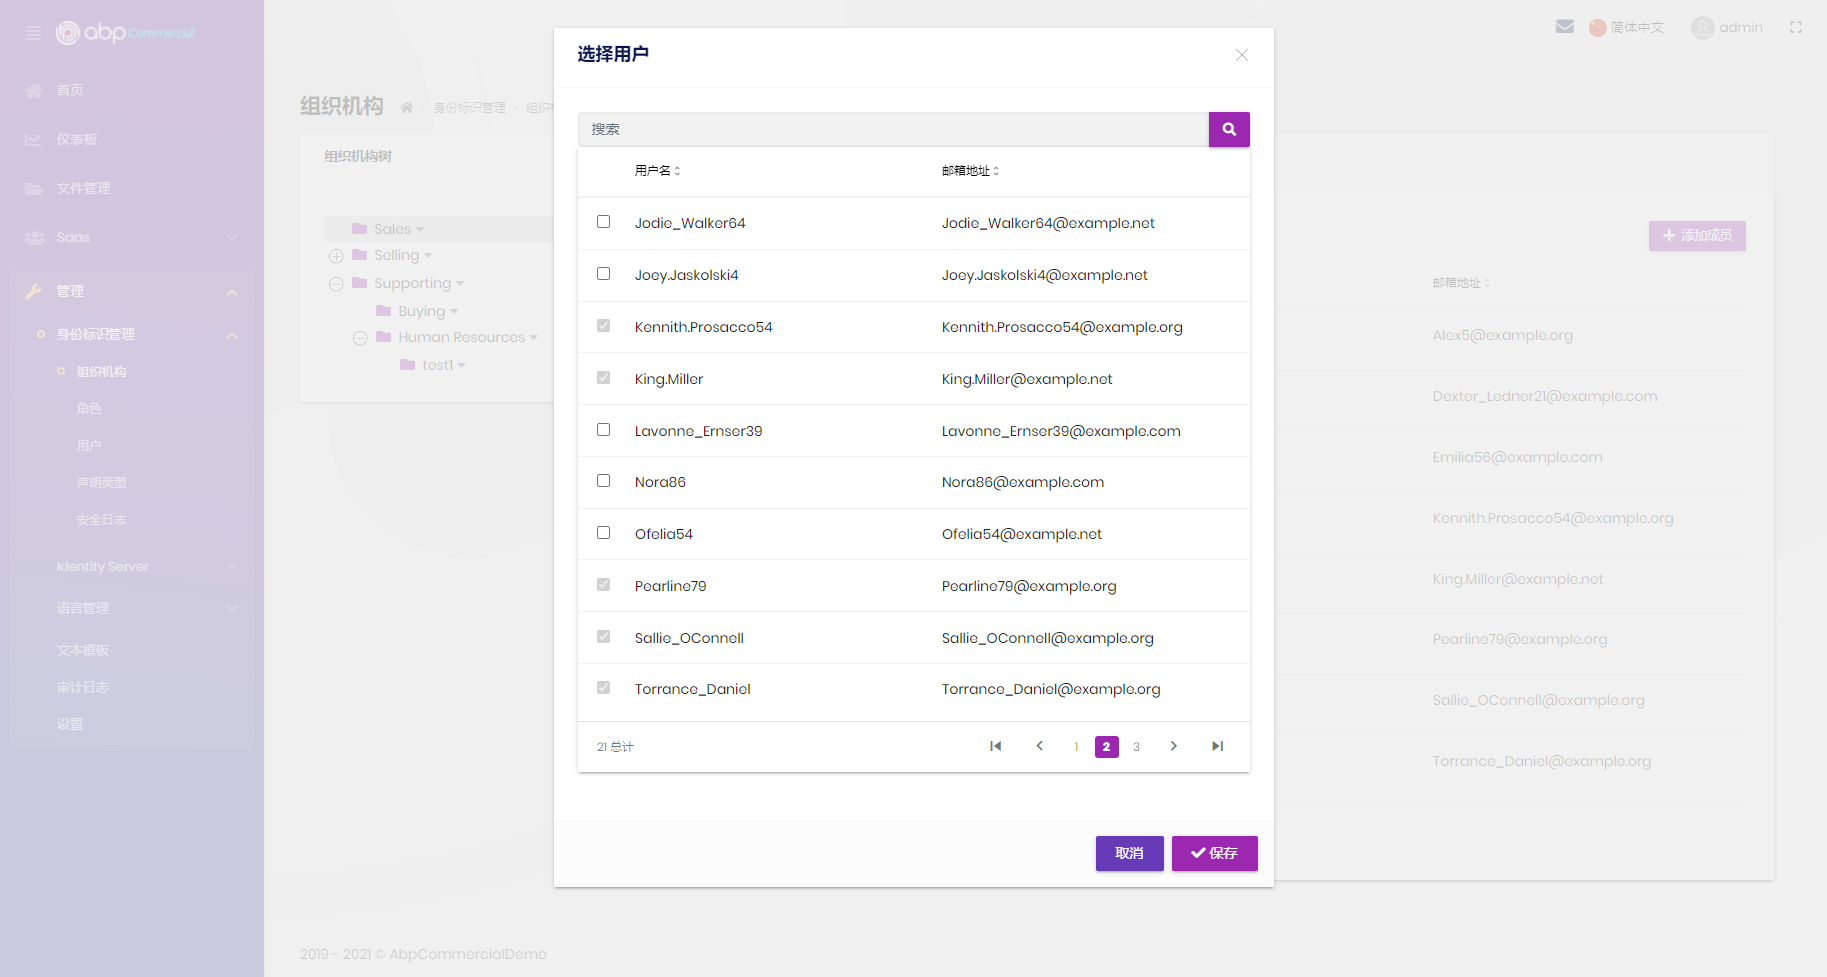 abp Commercial
首页
仪表板
文件管理
Saas
管理
身份标识管理
组织机构
角色
用户
声明类型
安全日志
Identity Server
语言管理
文本模板
审计日志
设置
简体中文
admin
组织机构
身份标识管理
组织机构树
Sales
Selling
Supporting
Buying
Human Resources
test1
选择用户
搜索
用户名 邮箱地址
Jodie_Walker64 Jodie_Walker64@example.net
Joey.Jaskolski4 Joey.Jaskolski4@example.net
Kennith.Prosacco54 Kennith.Prosacco54@example.org
King.Miller King.Miller@example.net
Lavonne_Ernser39 Lavonne_Ernser39@example.com
Nora86 Nora86@example.com
Ofelia54 Ofelia54@example.net
Pearline79 Pearline79@example.org
Sallie_OConnell Sallie_OConnell@example.org
Torrance_Daniel Torrance_Daniel@example.org
21 总计
1 2 3
取消 保存
添加成员
邮箱地址
Alex5@example.org
Dexter_Ledner21@example.com
Emilia56@example.com
Kennith.Prosacco54@example.org
King.Miller@example.net
Pearline79@example.org
Sallie_OConnell@example.org
Torrance_Daniel@example.org
2019 - 2021 © AbpCommercialDemo